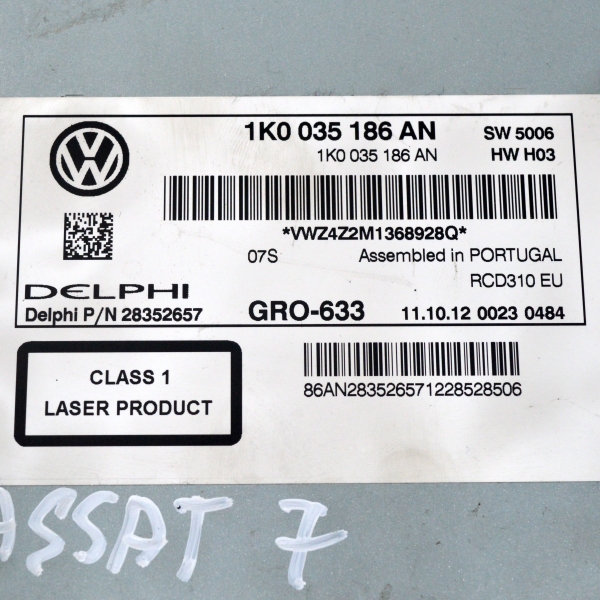 1K0 035 186 AN SW 5006
1K0 035 186 AN HW H03
*VWZ4Z2M1368928Q*
07S Assembled in PORTUGAL
RCD310 EU
DELPHI
Delphi P/N 28352657 GRO-633 11.10.12 0023 0484
CLASS 1
LASER PRODUCT
86AN283526571228528506
ASSAT 7